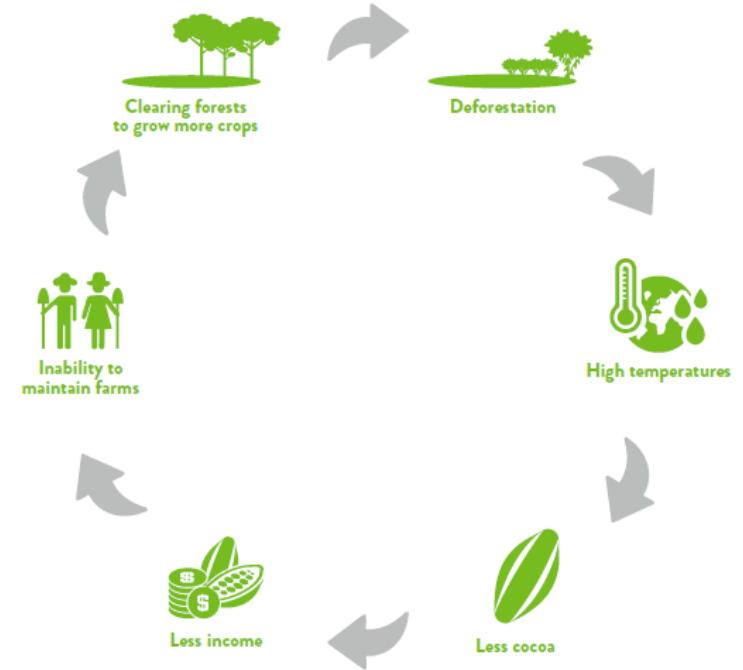 Clearing forests
to grow more crops
Deforestation
High temperatures
Less cocoa
$
$
Less income
Inability to
maintain farms